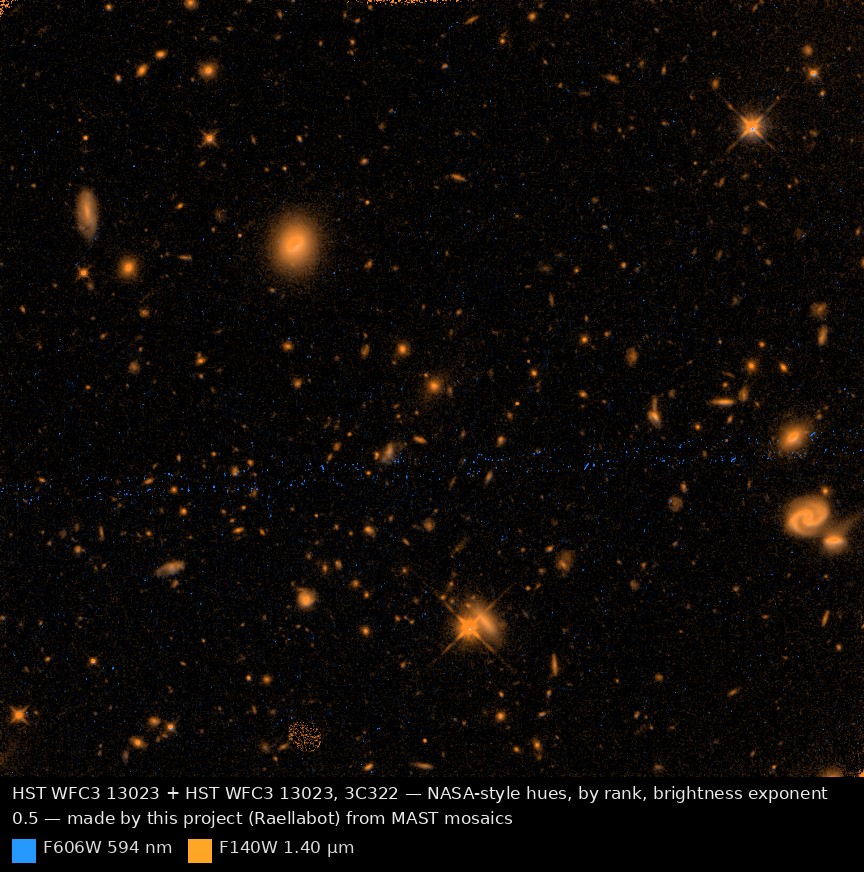 HST WFC3 13023 + HST WFC3 13023, 3C322 — NASA-style hues, by rank, brightness exponent
0.5 — made by this project (Raellabot) from MAST mosaics
F606W 594 nm F140W 1.40 µm